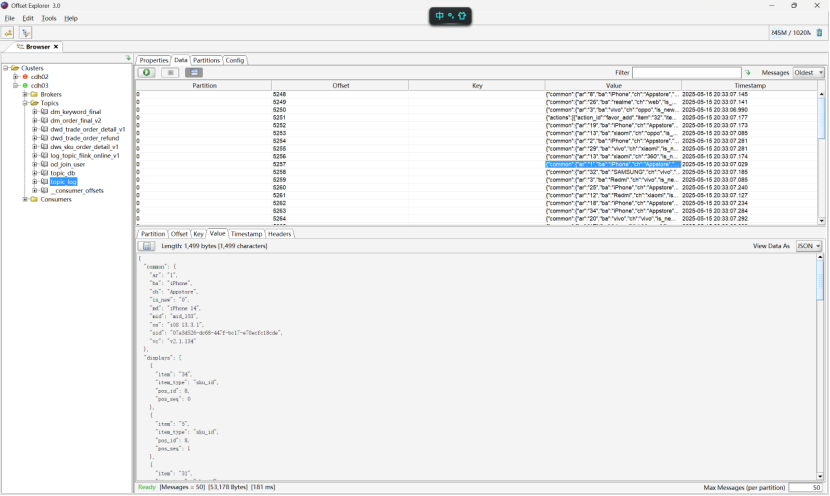 Offset Explorer 3.0
中
File Edit Tools Help
Browser
Clusters
cdh02
cdh03
Brokers
Topics
dm_keyword_final
dm_order_final_v2
dwd_trade_order_detail_v1
dwd_trade_order_refund
dws_sku_order_detail_v1
log_topic_flink_online_v1
od_join_user
topic_db
topic_log
__consumer_offsets
Consumers
Properties Data Partitions Config
Filter Messages Oldest
Partition Offset Key Value Timestamp
0 5248 {"common":{"ar":"8","ba":"iPhone","ch":"Appstore","... 2025-05-15 20:33:07.145
0 5249 {"common":{"ar":"26","ba":"realme","ch":"web","is_... 2025-05-15 20:33:07.141
0 5250 {"common":{"ar":"3","ba":"vivo","ch":"oppo","is_new... 2025-05-15 20:33:06.990
0 5251 {"actions":[{"action_id":"favor_add","item":"32","ite... 2025-05-15 20:33:07.177
0 5252 {"common":{"ar":"19","ba":"iPhone","ch":"Appstore"... 2025-05-15 20:33:07.173
0 5253 {"common":{"ar":"13","ba":"xiaomi","ch":"oppo","is_... 2025-05-15 20:33:07.085
0 5254 {"common":{"ar":"2","ba":"iPhone","ch":"Appstore","... 2025-05-15 20:33:07.281
0 5255 {"common":{"ar":"29","ba":"vivo","ch":"xiaomi","is_n... 2025-05-15 20:33:07.281
0 5256 {"common":{"ar":"13","ba":"xiaomi","ch":"360","is_n... 2025-05-15 20:33:07.174
0 5257 {"common":{"ar":"1","ba":"iPhone","ch":"Appstore","... 2025-05-15 20:33:07.029
0 5258 {"common":{"ar":"32","ba":"SAMSUNG","ch":"vivo",... 2025-05-15 20:33:07.185
0 5259 {"common":{"ar":"3","ba":"Redmi","ch":"vivo","is_ne... 2025-05-15 20:33:07.085
0 5260 {"common":{"ar":"25","ba":"iPhone","ch":"Appstore"... 2025-05-15 20:33:07.240
0 5261 {"common":{"ar":"12","ba":"Redmi","ch":"xiaomi","is... 2025-05-15 20:33:07.127
0 5262 {"common":{"ar":"18","ba":"iPhone","ch":"Appstore"... 2025-05-15 20:33:07.234
0 5263 {"common":{"ar":"34","ba":"iPhone","ch":"Appstore"... 2025-05-15 20:33:07.284
0 5264 {"common":{"ar":"20","ba":"vivo","ch":"vivo","is_ne... 2025-05-15 20:33:07.292
Partition Offset Key Value Timestamp Headers
Length: 1,499 bytes [1,499 characters] View Data As JSON
{
"common": {
"ar": "1",
"ba": "iPhone",
"ch": "Appstore",
"is_new": "0",
"md": "iPhone 14",
"mid": "mid_133",
"os": "iOS 13.3.1",
"vc": "v2.1.134"
},
"displays": [
{
"item": "34",
"item_type": "sku_id",
"pos_id": 8,
"pos_seq": 0
},
{
"item": "3",
"item_type": "sku_id",
"pos_id": 8,
"pos_seq": 1
},
{
"item": "31",
Ready [Messages = 50] [53,178 Bytes] [181 ms] Max Messages (per partition) 50